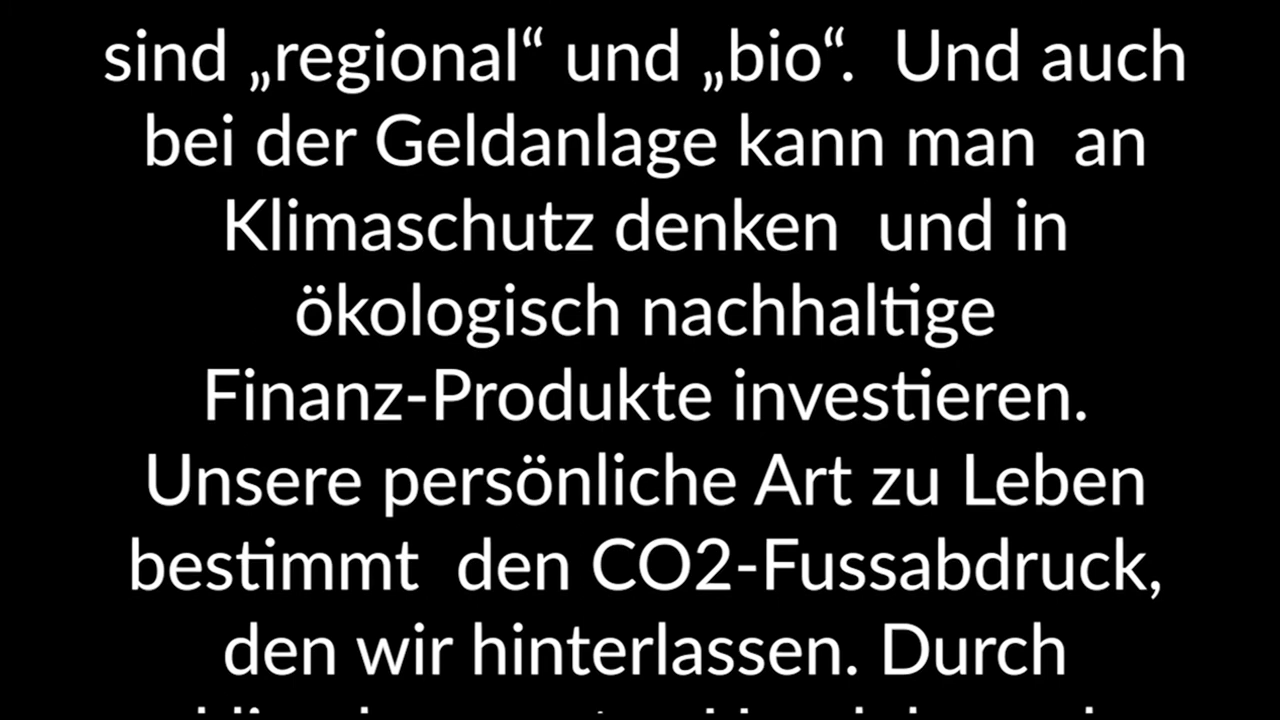 sind „regional“ und „bio“.  Und auch
bei der Geldanlage kann man  an
Klimaschutz denken  und in
ökologisch nachhaltige
Finanz-Produkte investieren.
Unsere persönliche Art zu Leben
bestimmt  den CO2-Fussabdruck,
den wir hinterlassen. Durch